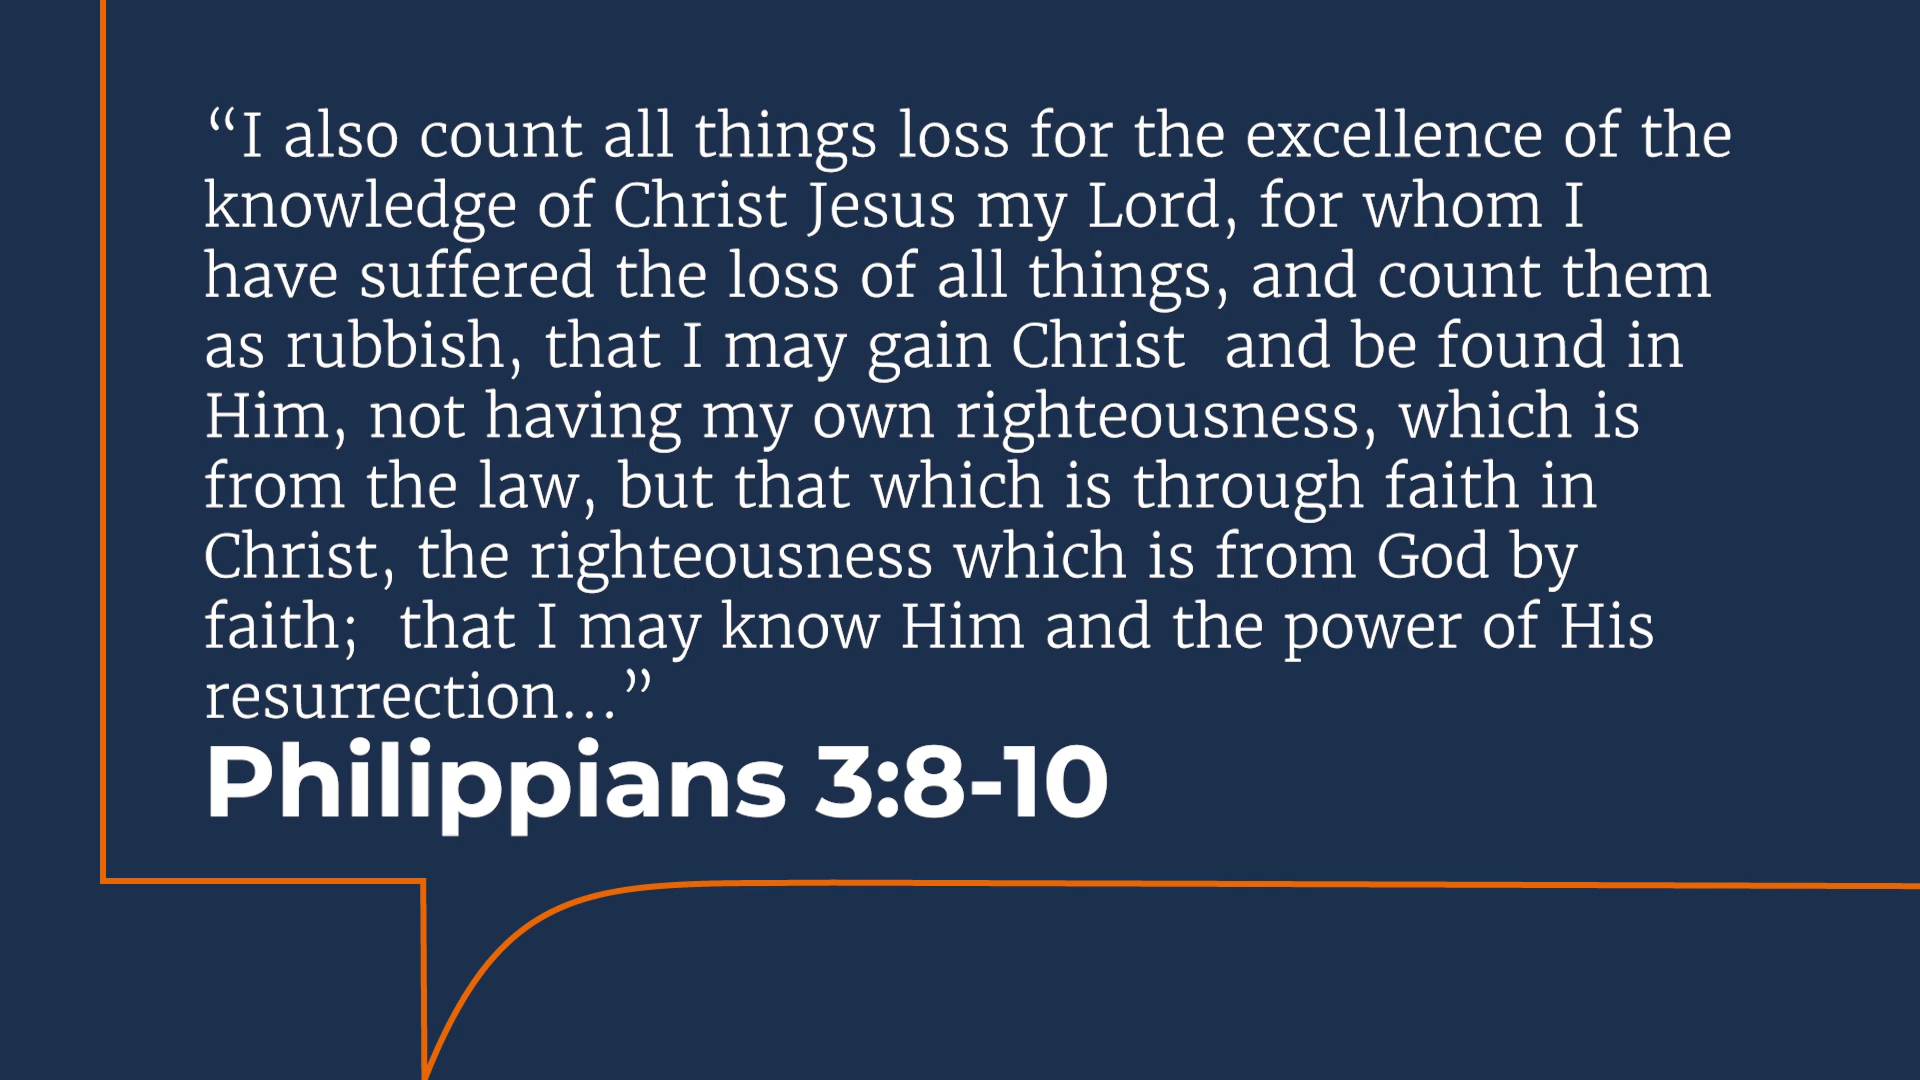 “I also count all things loss for the excellence of the
knowledge of Christ Jesus my Lord, for whom I
have suffered the loss of all things, and count them
as rubbish, that I may gain Christ  and be found in
Him, not having my own righteousness, which is
from the law, but that which is through faith in
Christ, the righteousness which is from God by
faith;  that I may know Him and the power of His
resurrection…”
Philippians 3:8-10